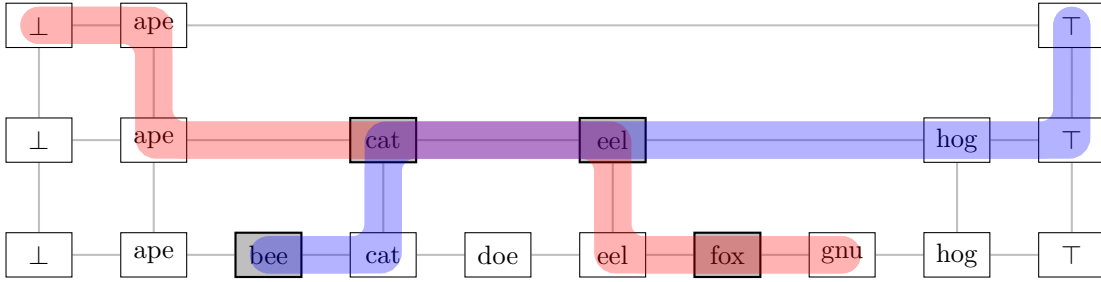 ⊥ ape ⊤
⊥ ape cat eel hog ⊤
⊥ ape bee cat doe eel fox gnu hog ⊤